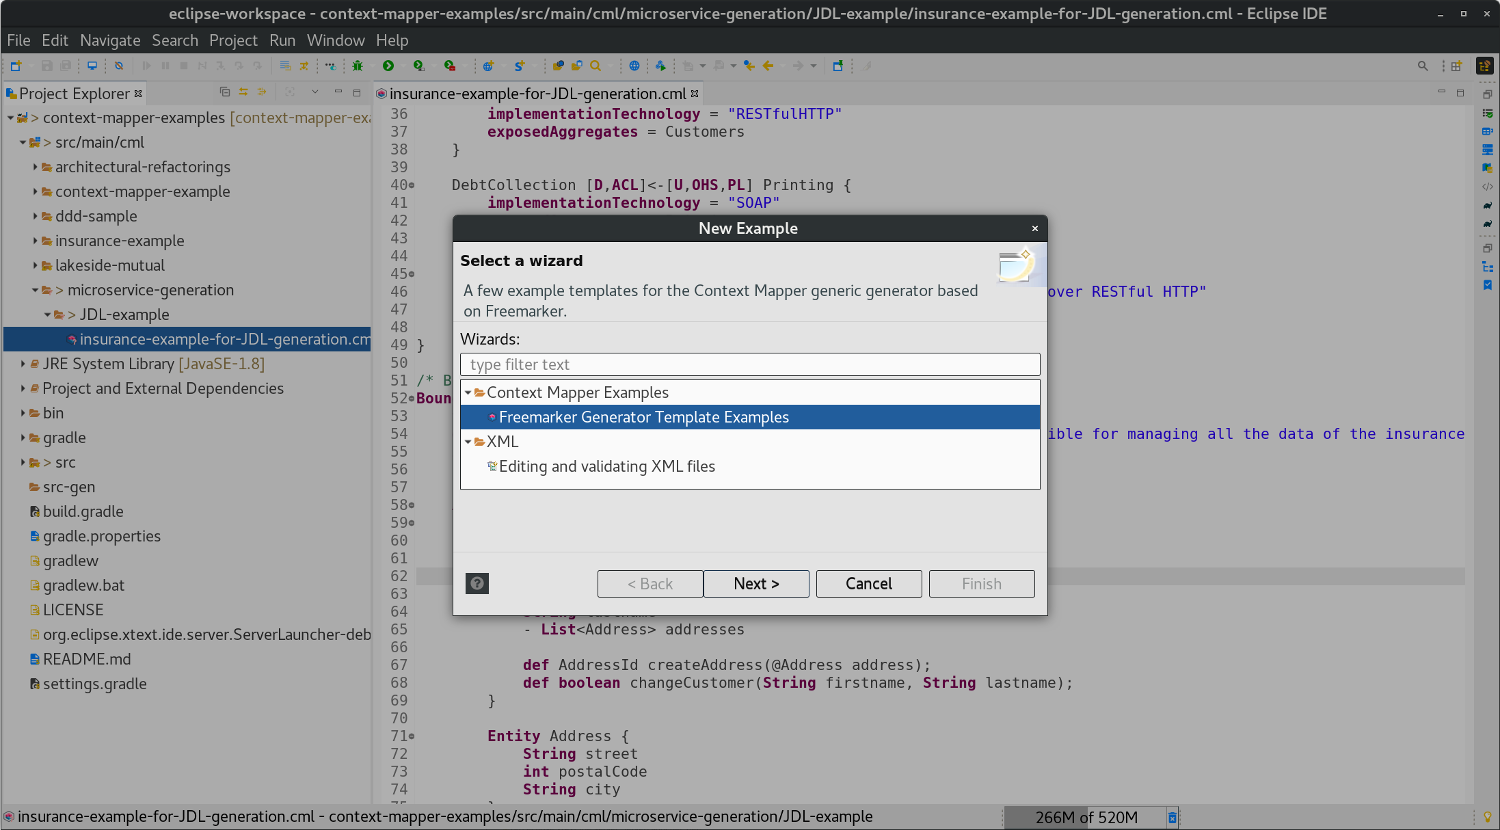 eclipse-workspace - context-mapper-examples/src/main/cml/microservice-generation/JDL-example/insurance-example-for-JDL-generation.cml - Eclipse IDE
File Edit Navigate Search Project Run Window Help
Project Explorer
context-mapper-examples [context-mapper-exa
src/main/cml
architectural-refactorings
context-mapper-example
ddd-sample
insurance-example
lakeside-mutual
microservice-generation
JDL-example
insurance-example-for-JDL-generation.cm
JRE System Library [JavaSE-1.8]
Project and External Dependencies
bin
gradle
src
src-gen
build.gradle
gradle.properties
gradlew
gradlew.bat
LICENSE
org.eclipse.xtext.ide.server.ServerLauncher-deb
README.md
settings.gradle
insurance-example-for-JDL-generation.cml
36 implementationTechnology = "RESTfulHTTP"
37 exposedAggregates = Customers
38 }
39
40 DebtCollection [D,ACL]<-[U,OHS,PL] Printing {
41 implementationTechnology = "SOAP"
42
43
44
45
46 over RESTful HTTP"
47
48
49 }
50
51 /* B
52 Boun
53
54 ible for managing all the data of the insurance
55
56
57
58
59
60
61
62
63
64
65 - List<Address> addresses
66
67 def AddressId createAddress(@Address address);
68 def boolean changeCustomer(String firstname, String lastname);
69 }
70
71 Entity Address {
72 String street
73 int postalCode
74 String city
New Example
Select a wizard
A few example templates for the Context Mapper generic generator based
on Freemarker.
Wizards:
type filter text
Context Mapper Examples
Freemarker Generator Template Examples
XML
Editing and validating XML files
< Back Next > Cancel Finish
insurance-example-for-JDL-generation.cml - context-mapper-examples/src/main/cml/microservice-generation/JDL-example
266M of 520M